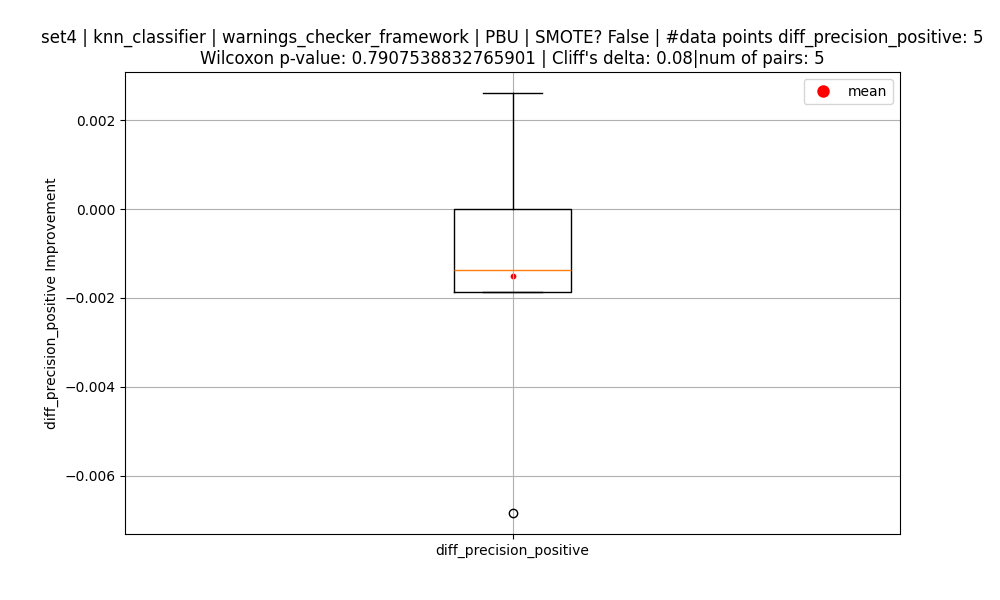 set4 | knn_classifier | warnings_checker_framework | PBU | SMOTE? False | #data points diff_precision_positive: 5
Wilcoxon p-value: 0.7907538832765901 | Cliff's delta: 0.08|num of pairs: 5
mean
0.002
0.000
−0.002
−0.004
−0.006
diff_precision_positive Improvement
diff_precision_positive